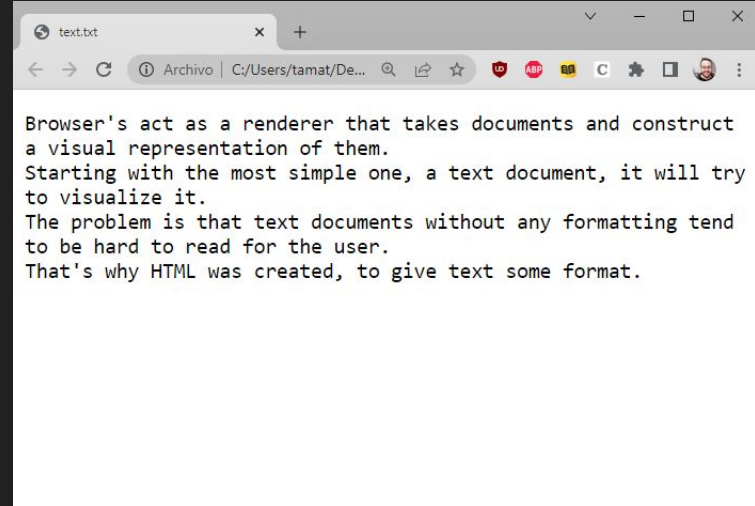 text.txt
Archivo
C:/Users/tamat/De...
UD
ABP
C
Browser's act as a renderer that takes documents and construct
a visual representation of them.
Starting with the most simple one, a text document, it will try
to visualize it.
The problem is that text documents without any formatting tend
to be hard to read for the user.
That's why HTML was created, to give text some format.